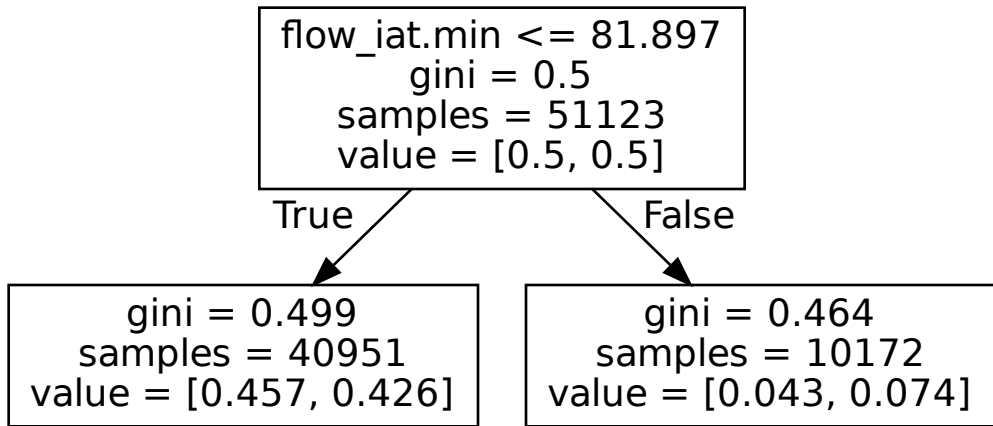 flow_iat.min <= 81.897
gini = 0.5
samples = 51123
value = [0.5, 0.5]
True
False
gini = 0.499
samples = 40951
value = [0.457, 0.426]
gini = 0.464
samples = 10172
value = [0.043, 0.074]